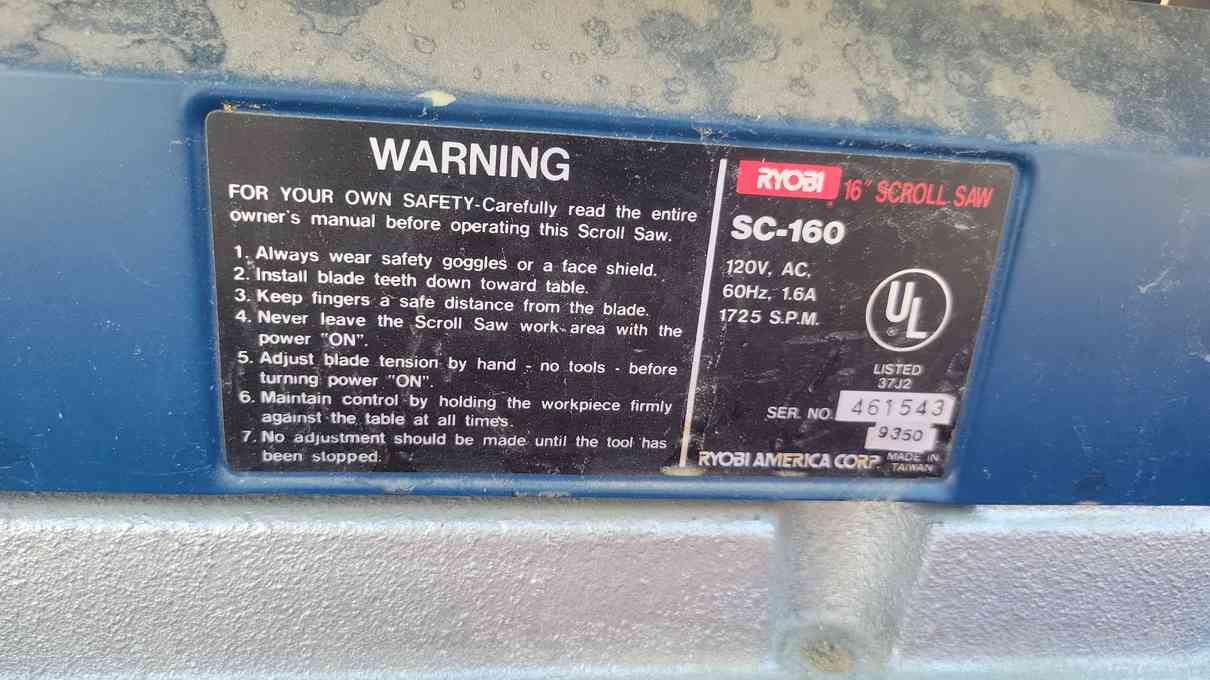 WARNING
FOR YOUR OWN SAFETY-Carefully read the entire
owner's manual before operating this Scroll Saw.
1. Always wear safety goggles or a face shield.
2. Install blade teeth down toward table.
3. Keep fingers a safe distance from the blade.
4. Never leave the Scroll Saw work-area with the
power "ON".
5. Adjust blade tension by hand - no tools - before
turning power "ON".
6. Maintain control by holding the workpiece firmly
against the table at all times.
7. No adjustment should be made until the tool has
been stopped.
RYOBI 16" SCROLL SAW
SC-160
120V, AC,
60Hz, 1.6A
1725 S.P.M.
UL
®
LISTED
37J2
SER. NO. 461543
9350
RYOBI AMERICA CORP. MADE IN
TAIWAN